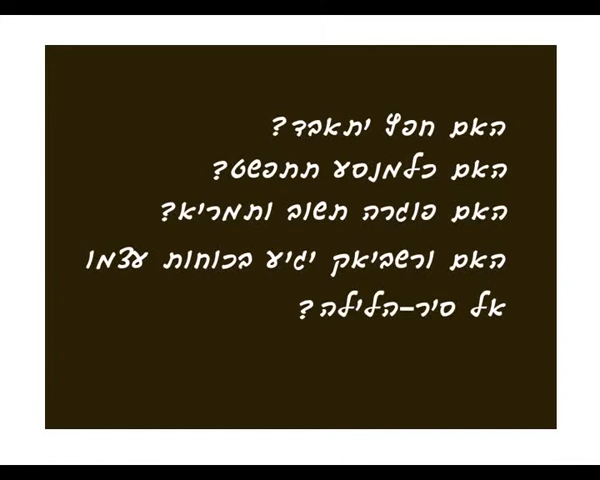 האם חפץ יתאבד?
האם כלמנסע תתפשט?
האם פוגרה תשוב ותמריא?
האם ורשביאק יגיע בכוחות עצמו
אל סיר-הלילה?